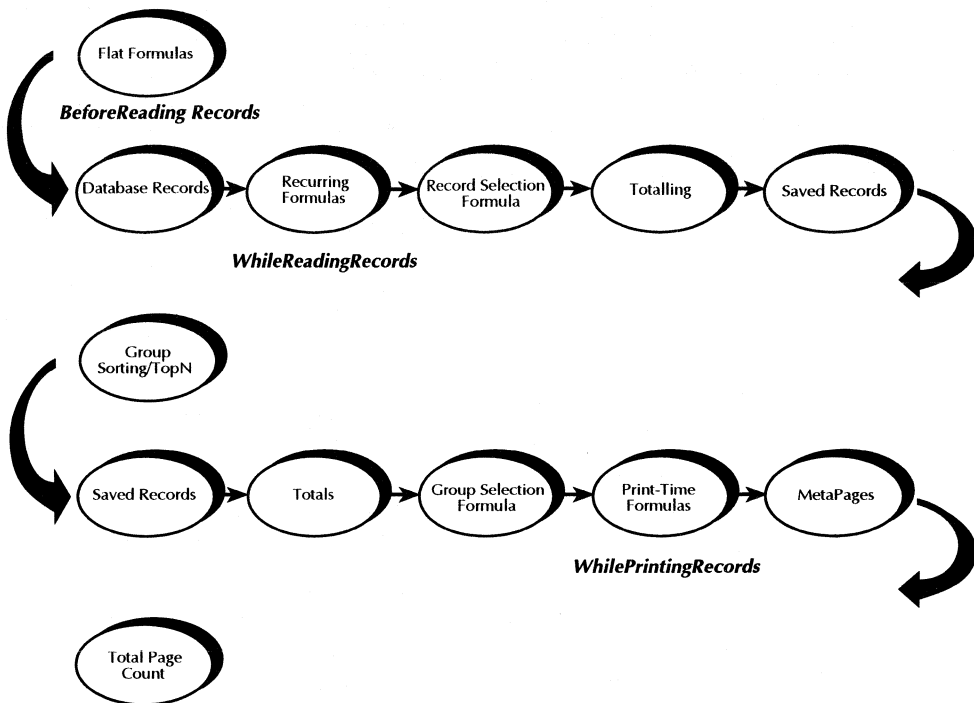 Flat Formulas
BeforeReading Records
Database Records
Recurring
Formulas
Record Selection
Formula
Totalling
Saved Records
WhileReadingRecords
Group
Sorting/TopN
Saved Records
Totals
Group Selection
Formula
Print-Time
Formulas
MetaPages
WhilePrintingRecords
Total Page
Count